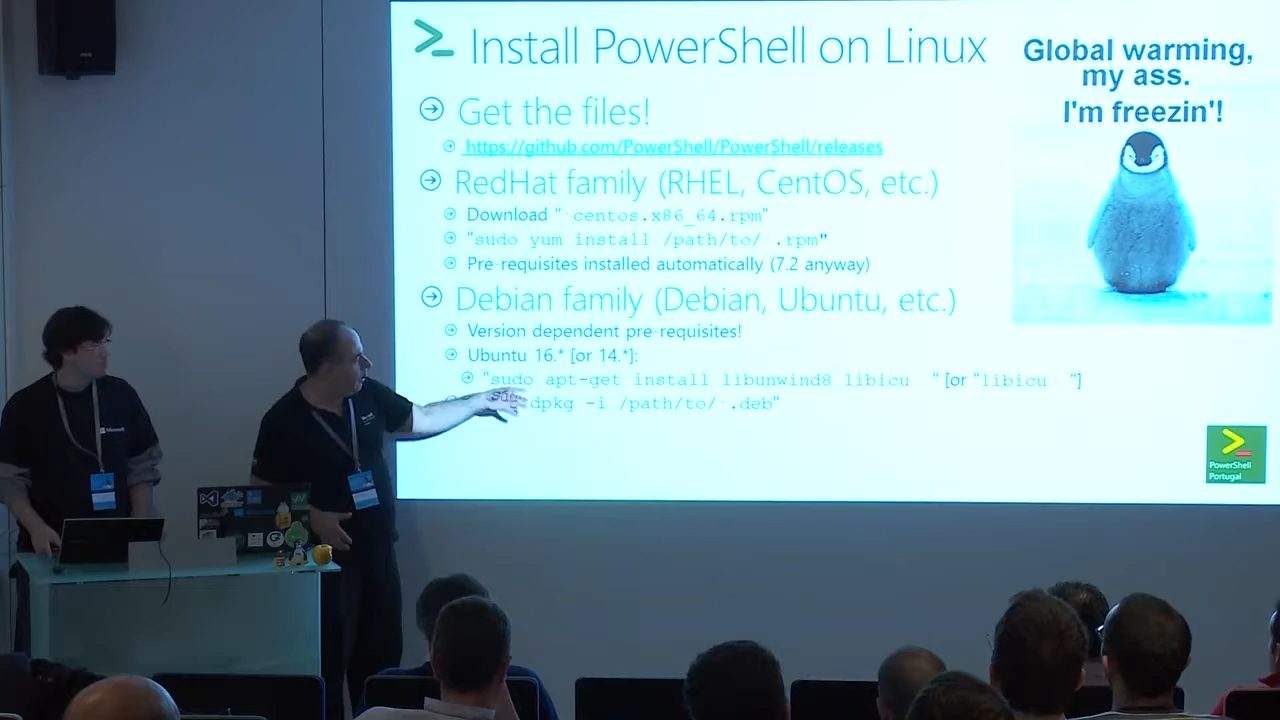 Install PowerShell on Linux
Global warming,
my ass.
I'm freezin'!
Get the files!
https://github.com/PowerShell/PowerShell/releases
RedHat family (RHEL, CentOS, etc.)
Download "*centos.x86_64.rpm"
"sudo yum install /path/to/*.rpm"
Pre-requisites installed automatically (7.2 anyway)
Debian family (Debian, Ubuntu, etc.)
Version dependent pre-requisites!
Ubuntu 16.* [or 14.*]:
"sudo apt-get install libunwind8 libicu " [or "libicu "]
dpkg -i /path/to/*.deb"
PowerShell
Portugal
Microsoft